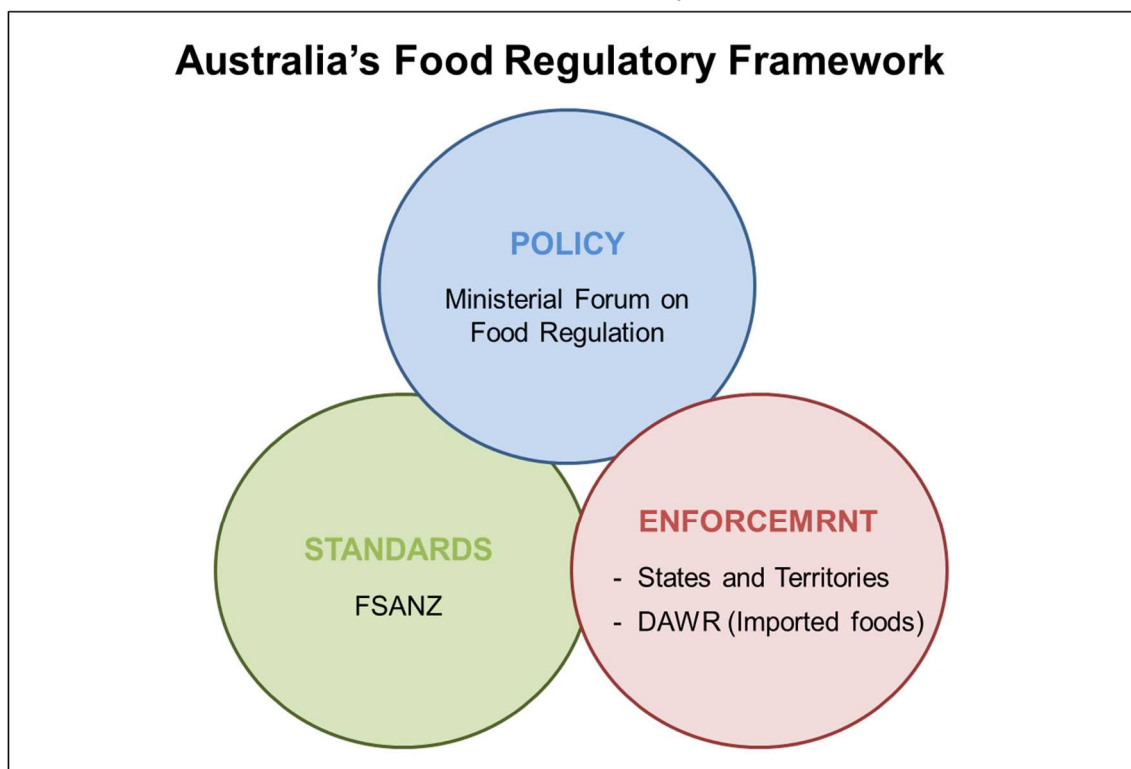 Australia's Food Regulatory Framework
POLICY
Ministerial Forum on
Food Regulation
STANDARDS
FSANZ
ENFORCEMRNT
- States and Territories
- DAWR (Imported foods)